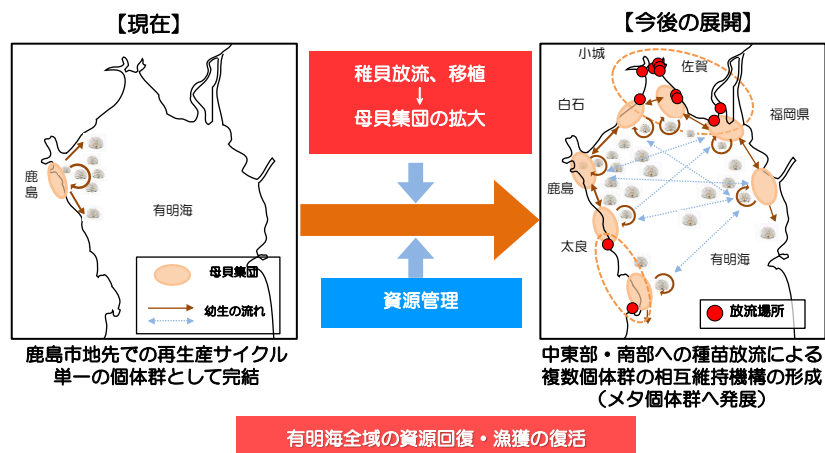 【現在】
鹿島
有明海
母貝集団
幼生の流れ
鹿島市地先での再生産サイクル
単一の個体群として完結
稚貝放流、移植
↓
母貝集団の拡大
資源管理
【今後の展開】
小城
佐賀
白石
福岡県
鹿島
太良
有明海
放流場所
中東部・南部への種苗放流による
複数個体群の相互維持機構の形成
（メタ個体群へ発展）
有明海全域の資源回復・漁獲の復活